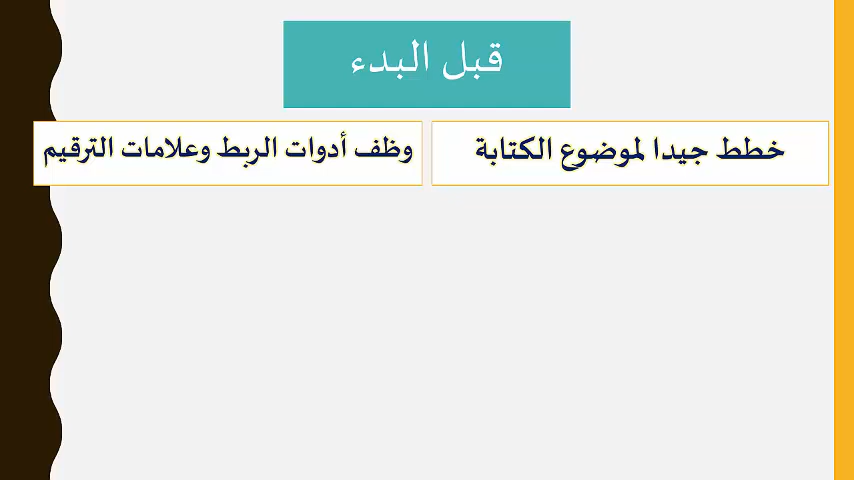 قبل البدء
خطط جيدا لموضوع الكتابة
وظف أدوات الربط وعلامات الترقيم